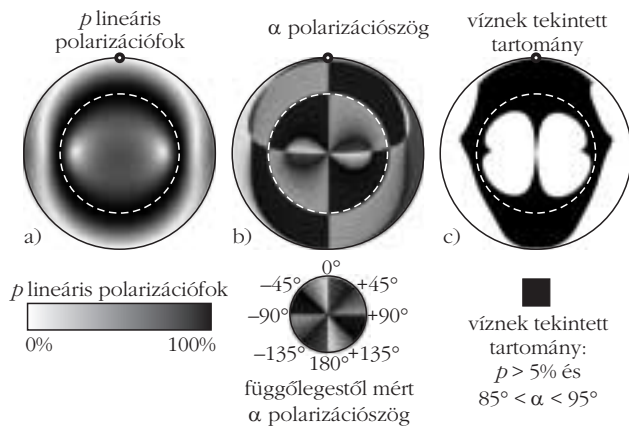 p lineáris
polarizációfok
α polarizációszög
víznek tekintett
tartomány
a)
b)
c)
p lineáris polarizációfok
0%
100%
0°
–45°
+45°
–90°
+90°
–135°
+135°
180°
függőlegestől mért
α polarizációszög
víznek tekintett
tartomány:
p > 5% és
85° < α < 95°